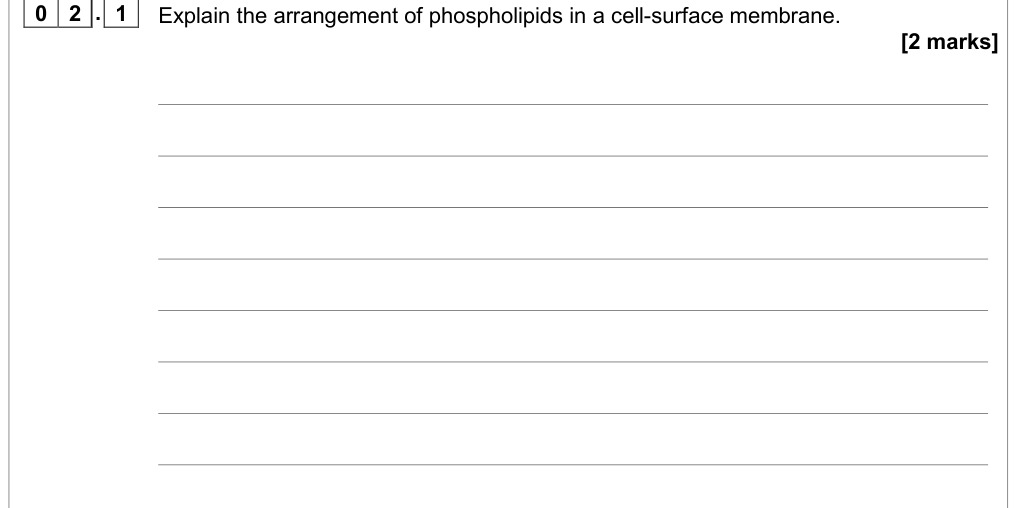 0 2 . 1 Explain the arrangement of phospholipids in a cell-surface membrane.
[2 marks]